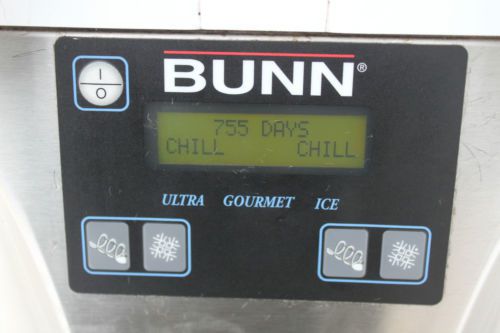 I
O
BUNN®
755 DAYS
CHILL CHILL
ULTRA GOURMET ICE